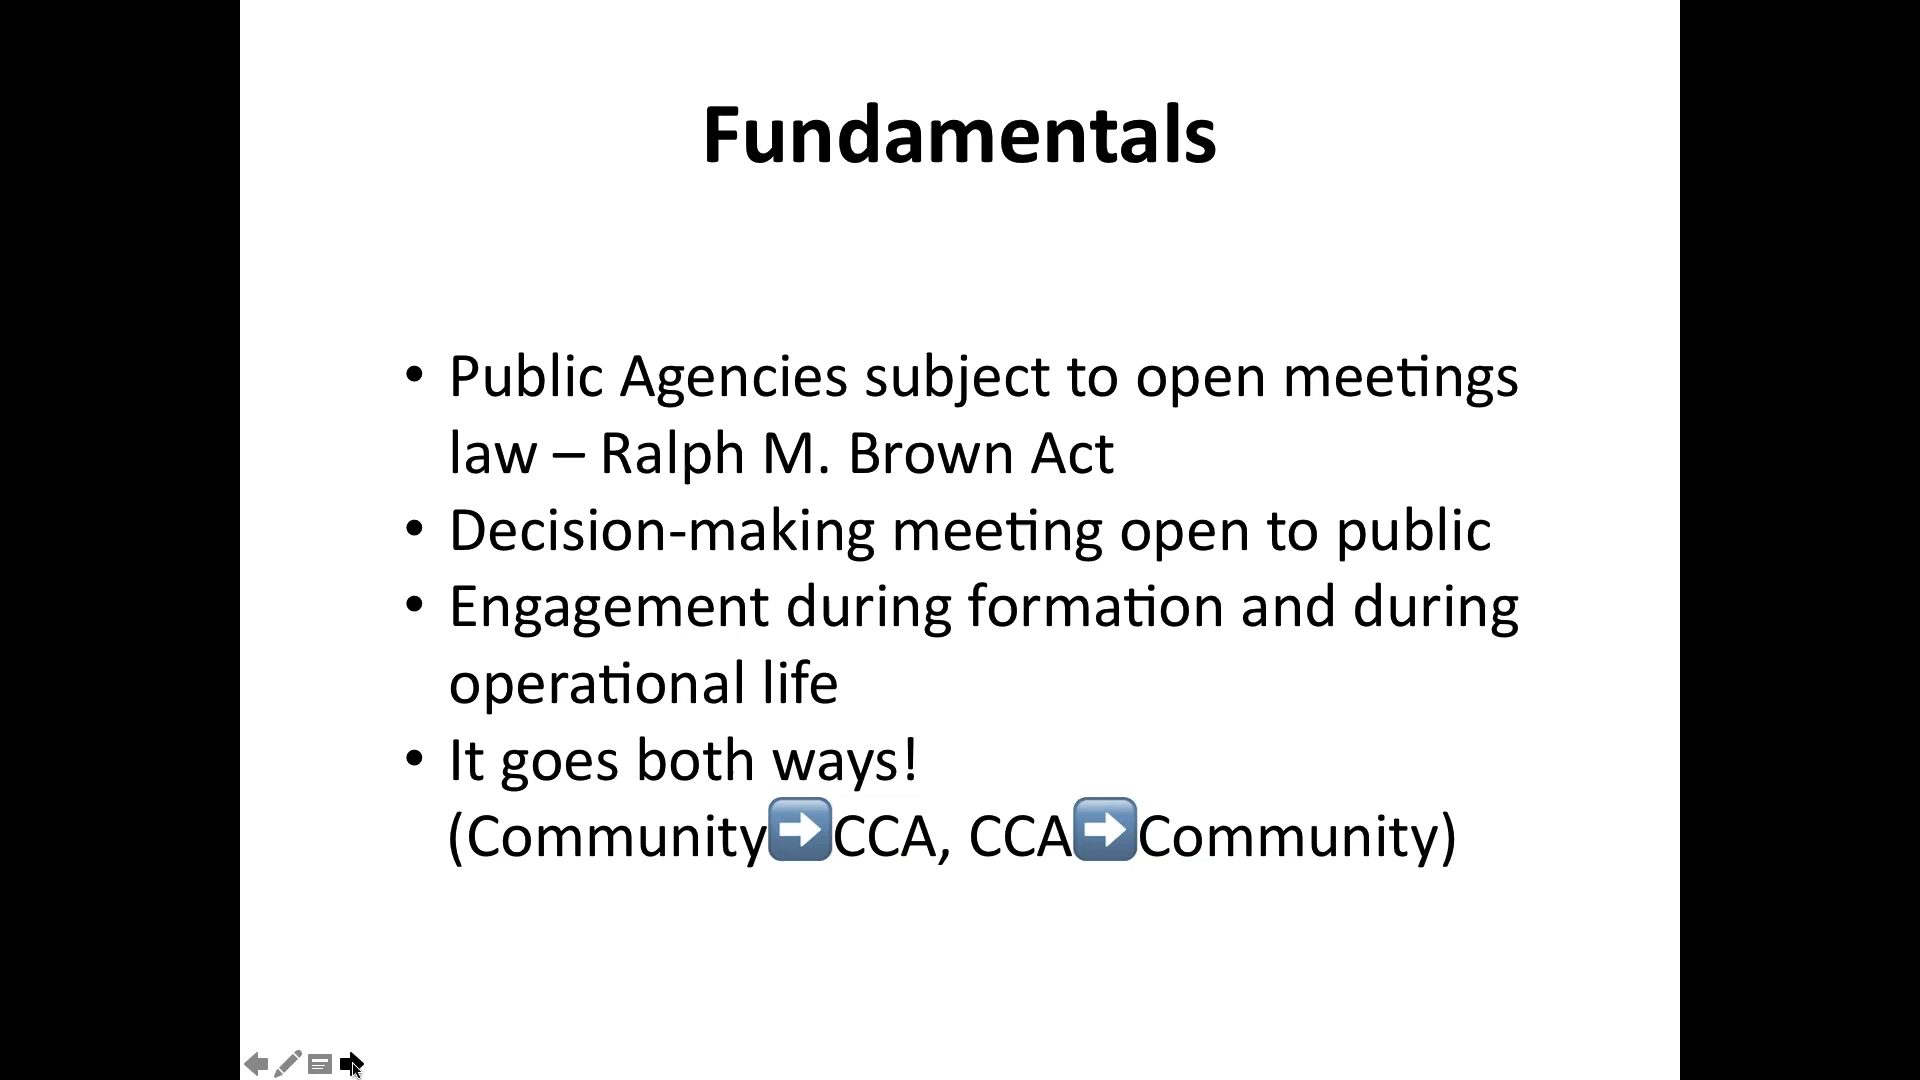 Fundamentals
• Public Agencies subject to open meetings
law – Ralph M. Brown Act
• Decision-making meeting open to public
• Engagement during formation and during
operational life
• It goes both ways!
(Community➡CCA, CCA➡Community)